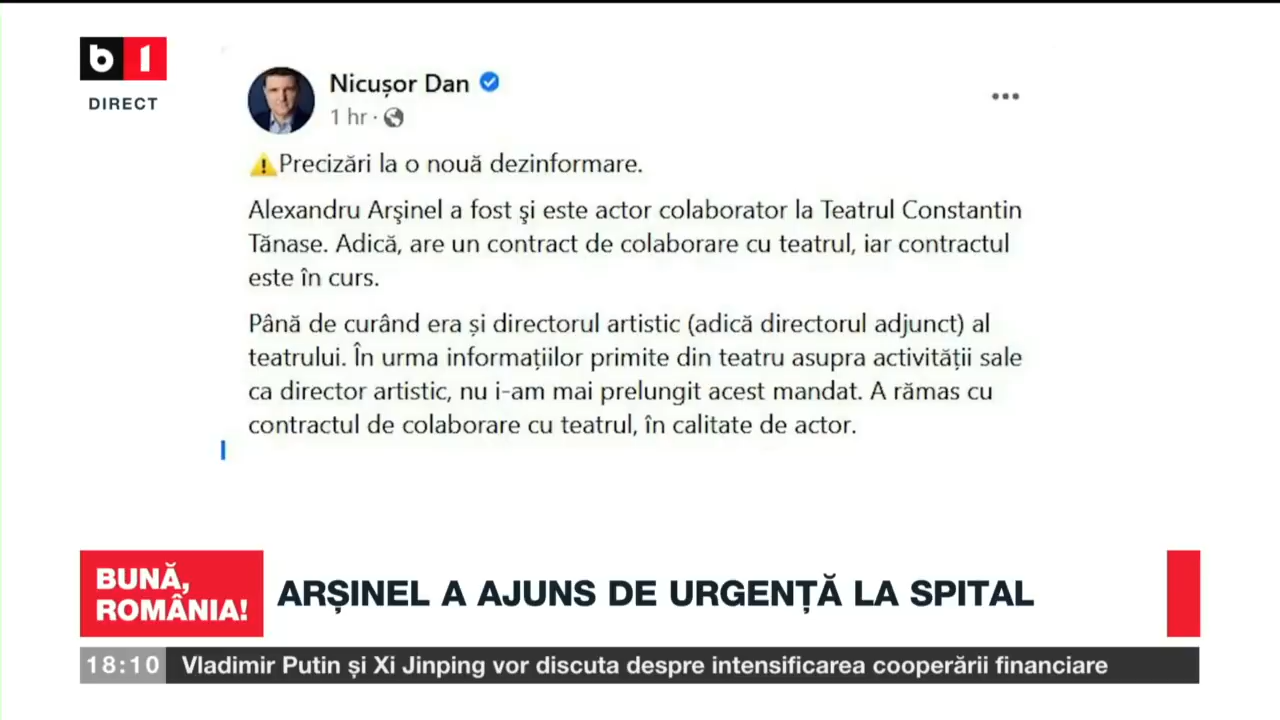 b1
DIRECT
Nicușor Dan
1 hr ·
Precizări la o nouă dezinformare.
Alexandru Arşinel a fost şi este actor colaborator la Teatrul Constantin
Tănase. Adică, are un contract de colaborare cu teatrul, iar contractul
este în curs.
Până de curând era și directorul artistic (adică directorul adjunct) al
teatrului. În urma informațiilor primite din teatru asupra activității sale
ca director artistic, nu i-am mai prelungit acest mandat. A rămas cu
contractul de colaborare cu teatrul, în calitate de actor.
BUNĂ,
ROMÂNIA!
ARȘINEL A AJUNS DE URGENȚĂ LA SPITAL
18:10 Vladimir Putin și Xi Jinping vor discuta despre intensificarea cooperării financiare